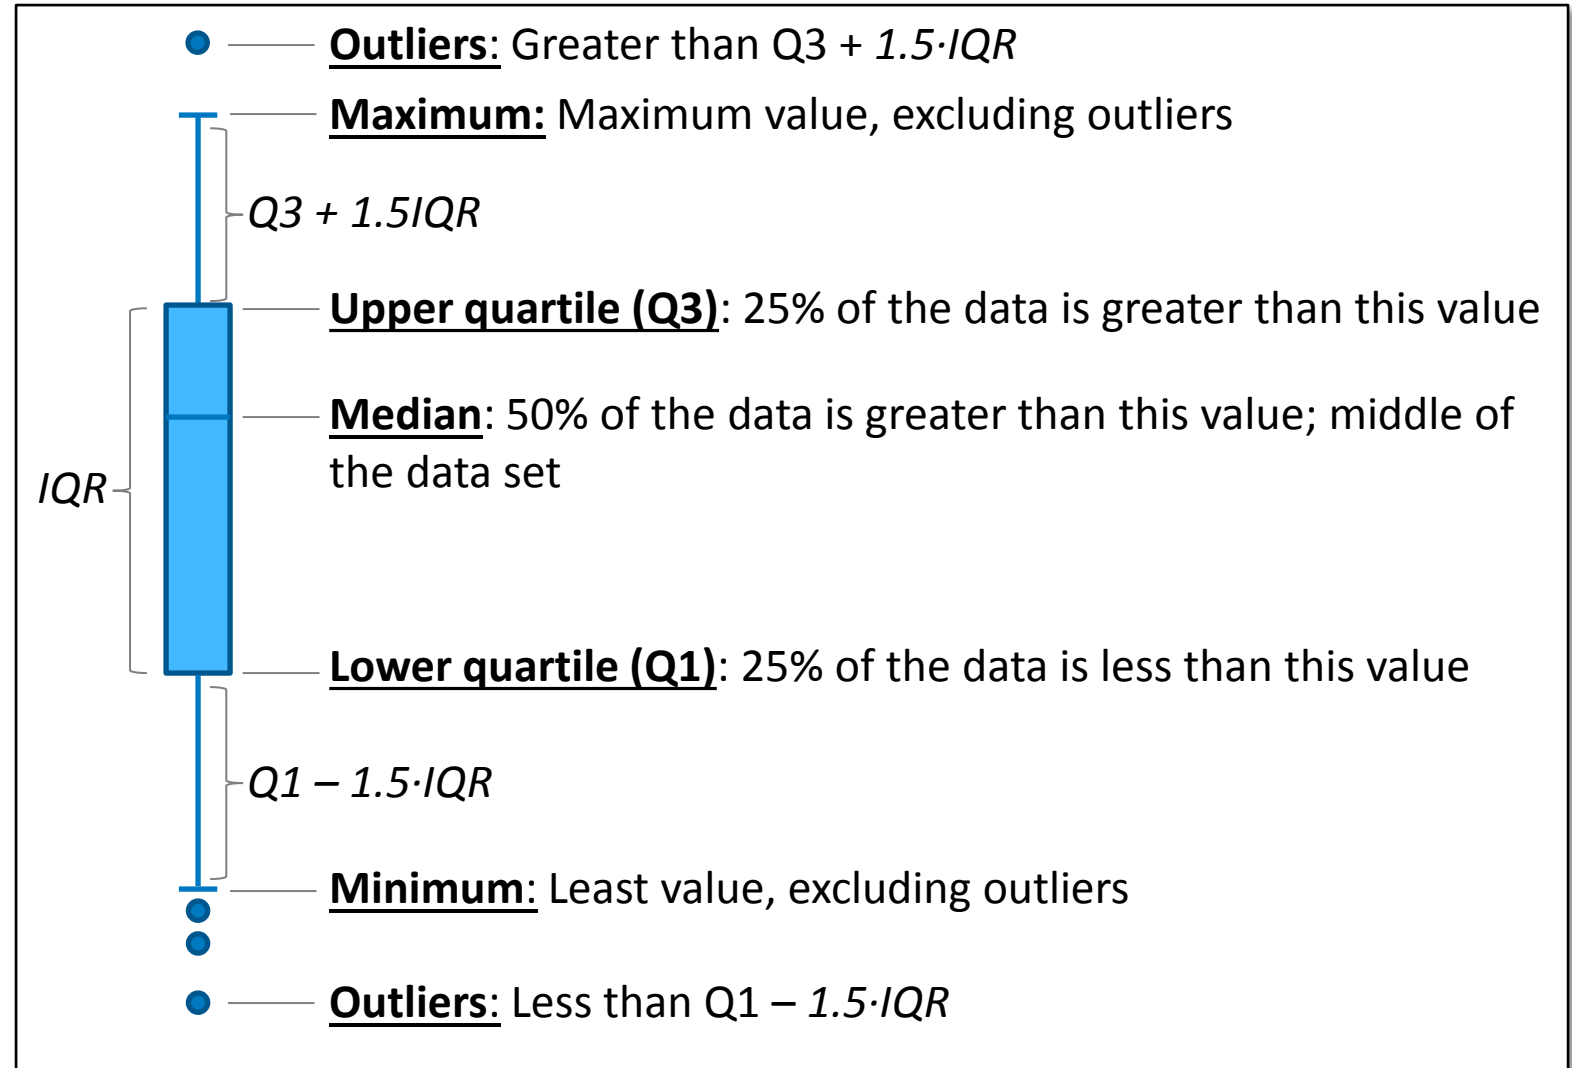 Outliers: Greater than Q3 + 1.5·IQR
Maximum: Maximum value, excluding outliers
Q3 + 1.5IQR
Upper quartile (Q3): 25% of the data is greater than this value
Median: 50% of the data is greater than this value; middle of
the data set
IQR
Lower quartile (Q1): 25% of the data is less than this value
Q1 – 1.5·IQR
Minimum: Least value, excluding outliers
Outliers: Less than Q1 – 1.5·IQR